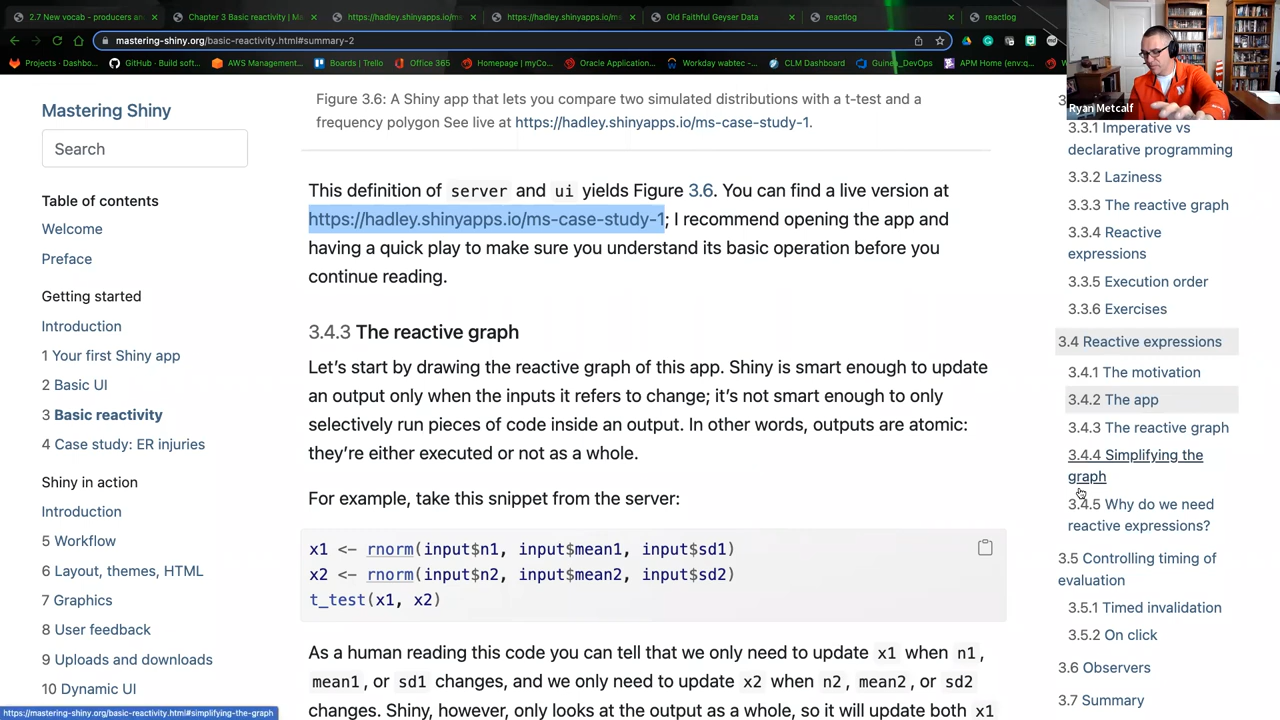 2.7 New vocab - producers an
Chapter 3 Basic reactivity | Ma
https://hadley.shinyapps.io/ms
https://hadley.shinyapps.io/ms
Old Faithful Geyser Data
reactlog
reactlog
mastering-shiny.org/basic-reactivity.html#summary-2
Projects · Dashbo...
GitHub · Build soft...
AWS Management...
Boards | Trello
Office 365
Homepage | myCo...
Oracle Application...
Workday wabtec -...
CLM Dashboard
Guinea_DevOps
APM Home (env:q...
Ryan Metcalf
Mastering Shiny
Search
Table of contents
Welcome
Preface
Getting started
Introduction
1 Your first Shiny app
2 Basic UI
3 Basic reactivity
4 Case study: ER injuries
Shiny in action
Introduction
5 Workflow
6 Layout, themes, HTML
7 Graphics
8 User feedback
9 Uploads and downloads
10 Dynamic UI
https://mastering-shiny.org/basic-reactivity.html#simplifying-the-graph
Figure 3.6: A Shiny app that lets you compare two simulated distributions with a t-test and a
frequency polygon See live at https://hadley.shinyapps.io/ms-case-study-1.
This definition of server and ui yields Figure 3.6. You can find a live version at
https://hadley.shinyapps.io/ms-case-study-1; I recommend opening the app and
having a quick play to make sure you understand its basic operation before you
continue reading.
3.4.3 The reactive graph
Let's start by drawing the reactive graph of this app. Shiny is smart enough to update
an output only when the inputs it refers to change; it's not smart enough to only
selectively run pieces of code inside an output. In other words, outputs are atomic:
they're either executed or not as a whole.
For example, take this snippet from the server:
x1 <- rnorm(input$n1, input$mean1, input$sd1)
x2 <- rnorm(input$n2, input$mean2, input$sd2)
t_test(x1, x2)
As a human reading this code you can tell that we only need to update x1 when n1,
mean1, or sd1 changes, and we only need to update x2 when n2, mean2, or sd2
changes. Shiny, however, only looks at the output as a whole, so it will update both x1
3.3.1 Imperative vs
declarative programming
3.3.2 Laziness
3.3.3 The reactive graph
3.3.4 Reactive
expressions
3.3.5 Execution order
3.3.6 Exercises
3.4 Reactive expressions
3.4.1 The motivation
3.4.2 The app
3.4.3 The reactive graph
3.4.4 Simplifying the
graph
3.4.5 Why do we need
reactive expressions?
3.5 Controlling timing of
evaluation
3.5.1 Timed invalidation
3.5.2 On click
3.6 Observers
3.7 Summary